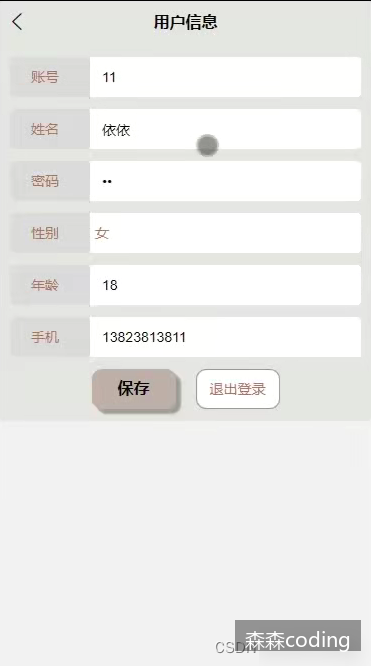 用户信息
账号 11
姓名 依依
密码 ••
性别 女
年龄 18
手机 13823813811
保存 退出登录
森森coding
CSDN